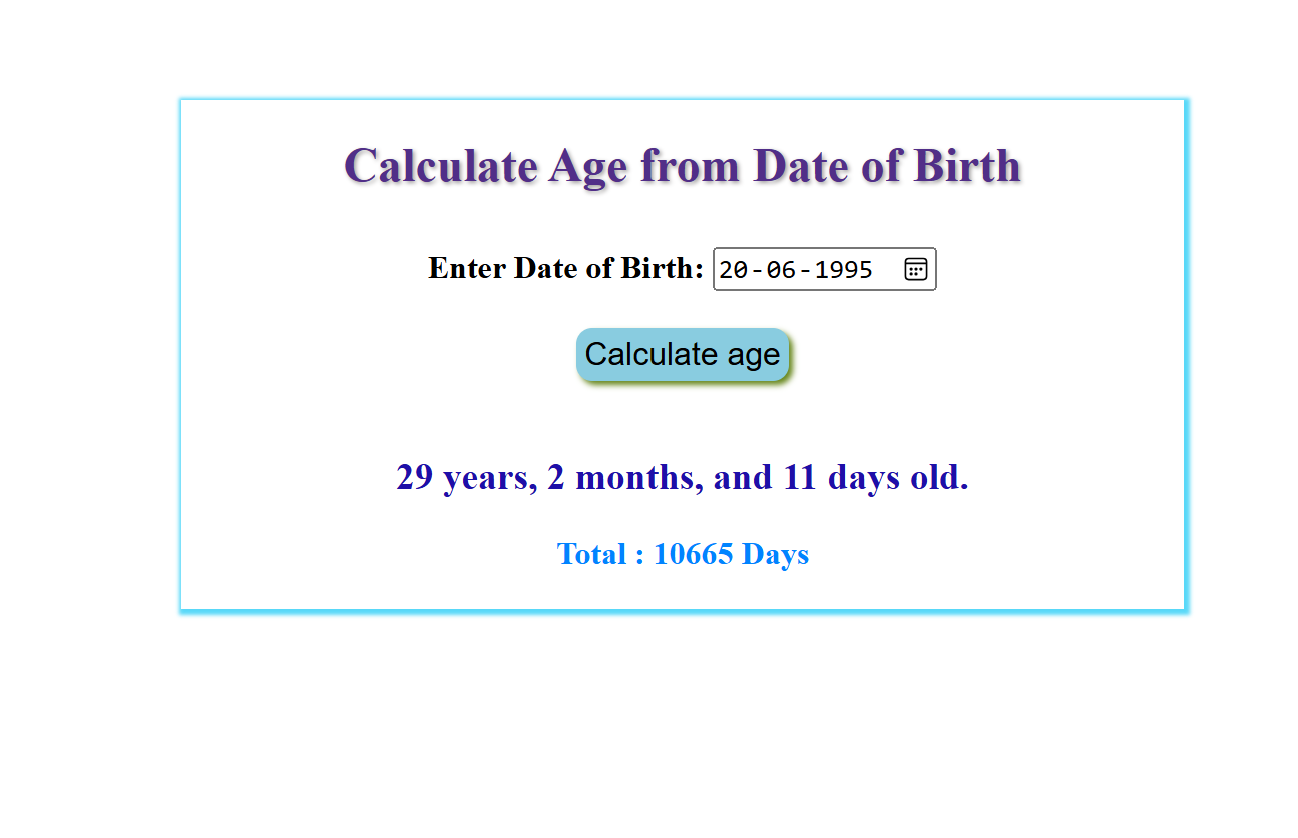 Calculate Age from Date of Birth
Enter Date of Birth: 20-06-1995
Calculate age
29 years, 2 months, and 11 days old.
Total : 10665 Days